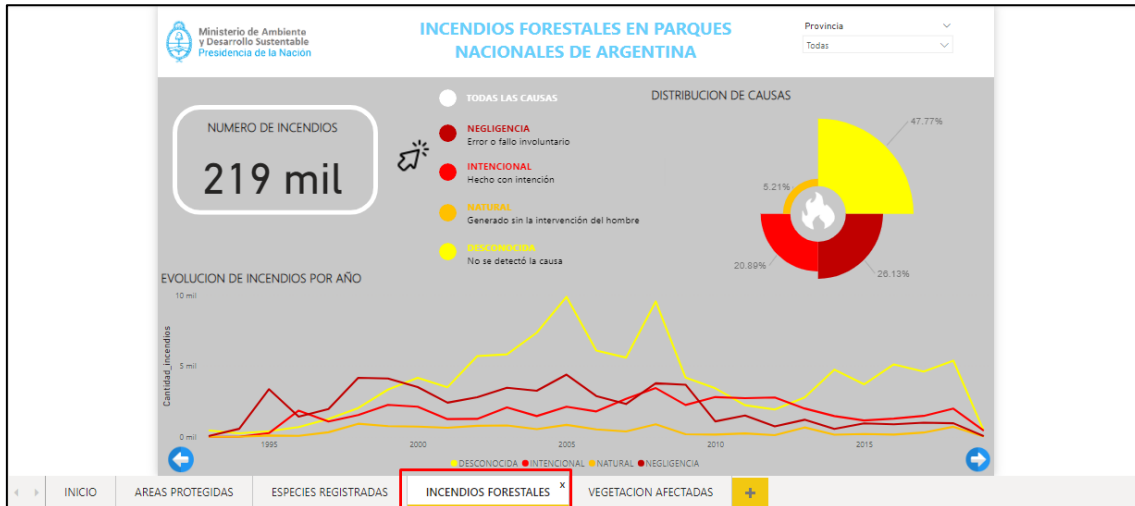 Ministerio de Ambiente
y Desarrollo Sustentable
Presidencia de la Nación
INCENDIOS FORESTALES EN PARQUES
NACIONALES DE ARGENTINA
Provincia
Todas
NUMERO DE INCENDIOS
219 mil
TODAS LAS CAUSAS
NEGLIGENCIA
Error o fallo involuntario
INTENCIONAL
Hecho con intención
NATURAL
Generado sin la intervención del hombre
DESCONOCIDA
No se detectó la causa
DISTRIBUCION DE CAUSAS
47.77%
5.21%
20.89%
26.13%
EVOLUCION DE INCENDIOS POR AÑO
Cantidad_incendios
10 mil
5 mil
0 mil
1995
2000
2005
2010
2015
DESCONOCIDA INTENCIONAL NATURAL NEGLIGENCIA
INICIO
AREAS PROTEGIDAS
ESPECIES REGISTRADAS
INCENDIOS FORESTALES x
VEGETACION AFECTADAS
+